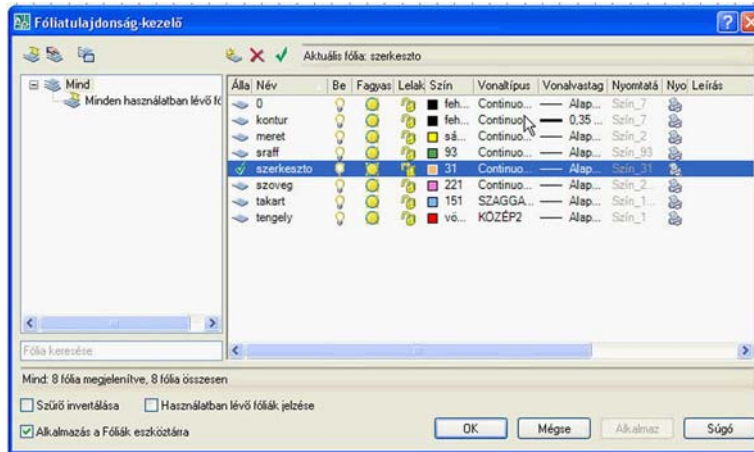 Fóliatulajdonság-kezelő
Aktuális fólia: szerkeszto
Mind
Minden használatban lévő fó
Álla Név Be Fagyas Lelak Szín Vonaltípus Vonalvastag Nyomtatá Nyo Leírás
0 feh... Continuo... Alap... Szín_7
kontur feh... Continuo... 0,35 ... Szín_7
meret sá... Continuo... Alap... Szín_2
sraff 93 Continuo... Alap... Szín_93
szerkeszto 31 Continuo... Alap... Szín_31
szoveg 221 Continuo... Alap... Szín_2...
takart 151 SZAGGA... Alap... Szín_1...
tengely vö... KÖZÉP2 Alap... Szín_1
Fólia keresése
Mind: 8 fólia megjelenítve, 8 fólia összesen
Szűrő invertálása Használatban lévő fóliák jelzése
Alkalmazás a Fóliák eszköztárra
OK Mégse Alkalmaz Súgó